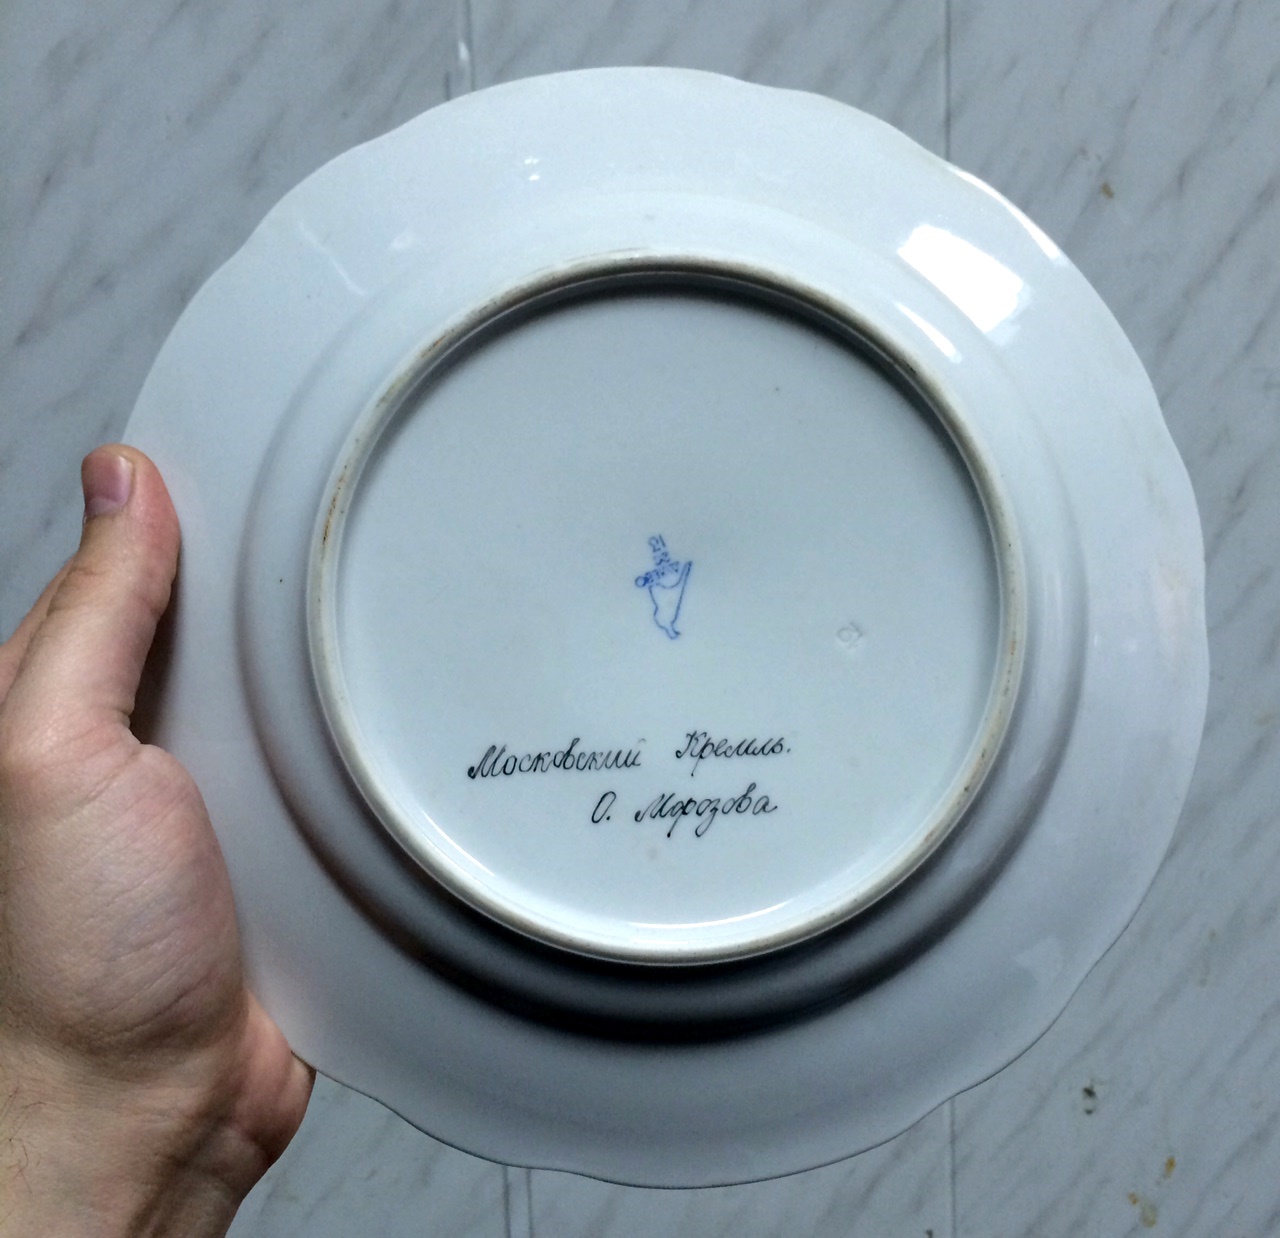 Московский Кремль.
О. Морозова